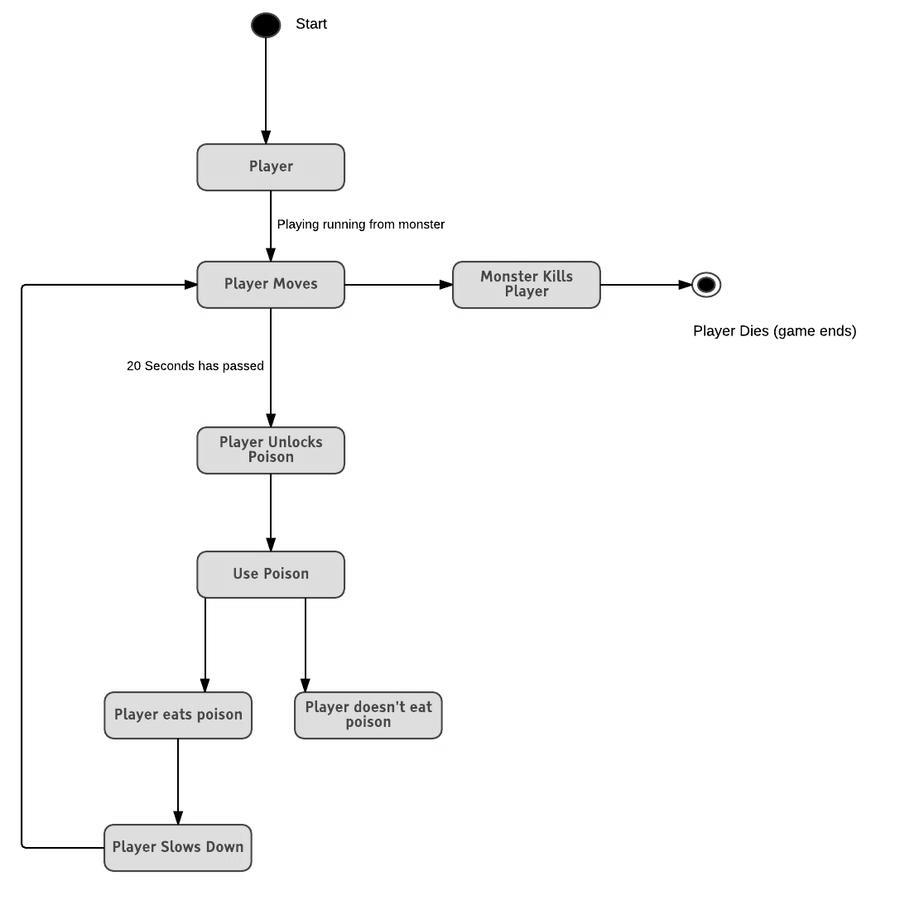 Start
Player
Playing running from monster
Player Moves
Monster Kills
Player
Player Dies (game ends)
20 Seconds has passed
Player Unlocks
Poison
Use Poison
Player eats poison
Player doesn't eat
poison
Player Slows Down